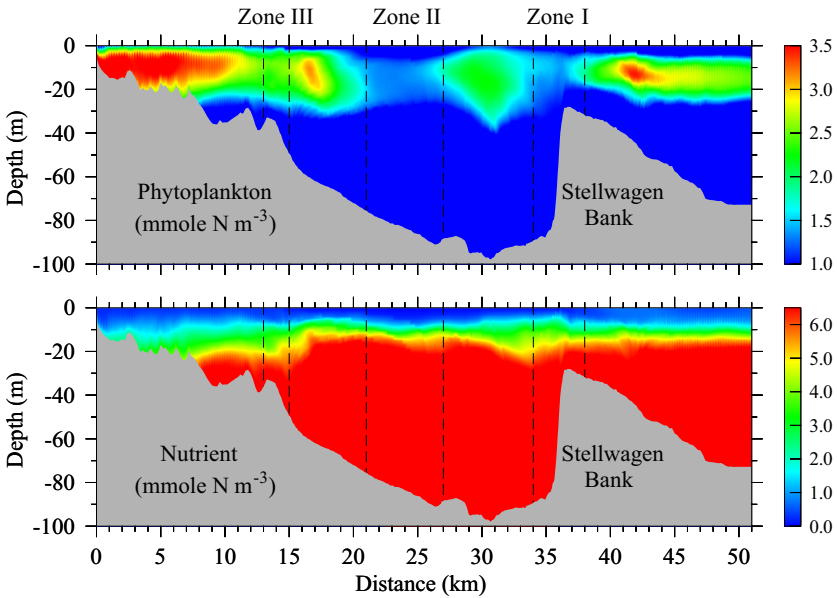 Zone III Zone II Zone I
0
-20
-40
-60
-80
-100
Depth (m)
Phytoplankton
(mmole N m-3)
Stellwagen
Bank
3.5
3.0
2.5
2.0
1.5
1.0
0
-20
-40
-60
-80
-100
Depth (m)
Nutrient
(mmole N m-3)
Stellwagen
Bank
6.0
5.0
4.0
3.0
2.0
1.0
0.0
0 5 10 15 20 25 30 35 40 45 50
Distance (km)